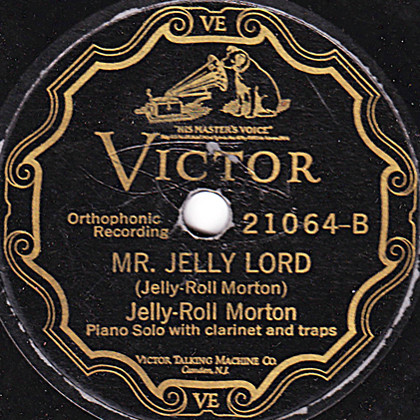 VE
"HIS MASTER'S VOICE"
VICTOR
Orthophonic
Recording
21064-B
MR. JELLY LORD
(Jelly-Roll Morton)
Jelly-Roll Morton
Piano Solo with clarinet and traps
VICTOR TALKING MACHINE CO.
Camden, N.J.
VE